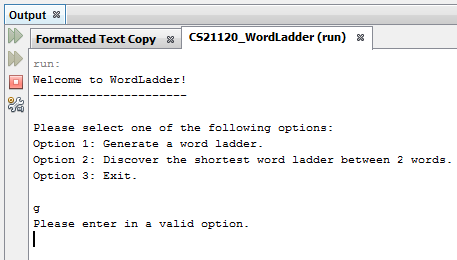 Output
Formatted Text Copy CS21120_WordLadder (run)
run:
Welcome to WordLadder!
----------------------
Please select one of the following options:
Option 1: Generate a word ladder.
Option 2: Discover the shortest word ladder between 2 words.
Option 3: Exit.
g
Please enter in a valid option.